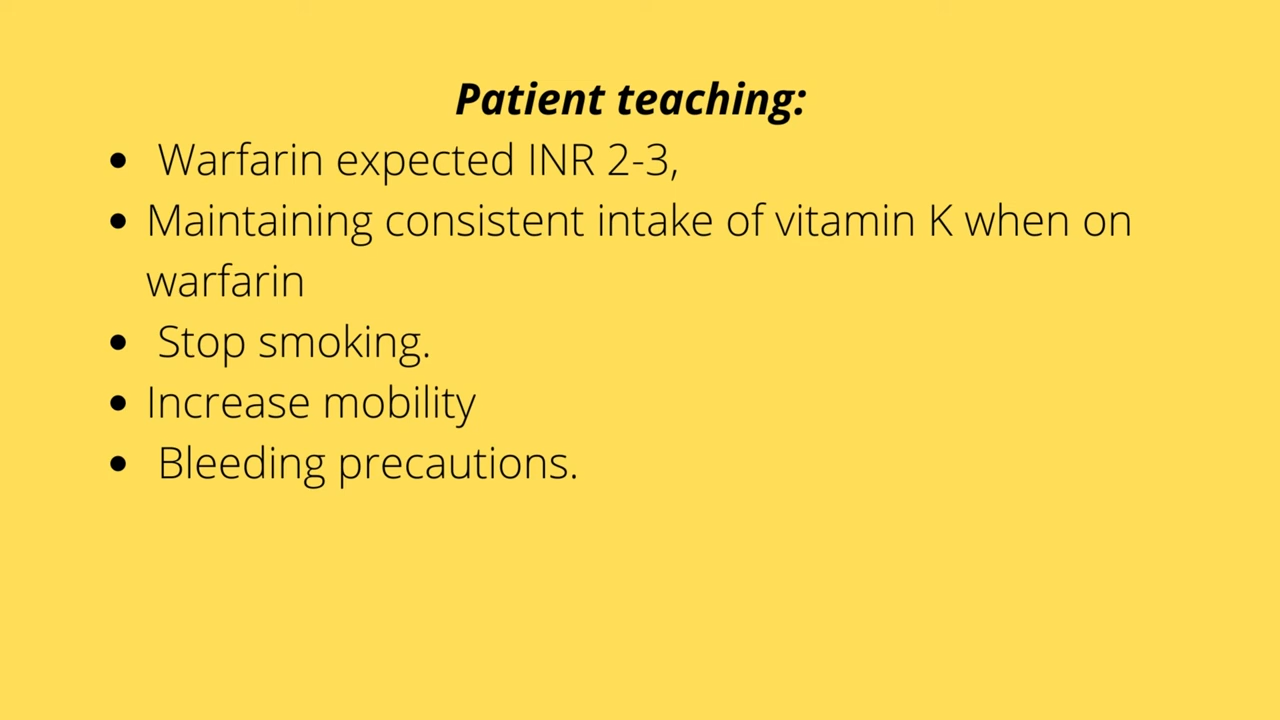 Patient teaching:
• Warfarin expected INR 2-3,
• Maintaining consistent intake of vitamin K when on
warfarin
• Stop smoking.
• Increase mobility
• Bleeding precautions.